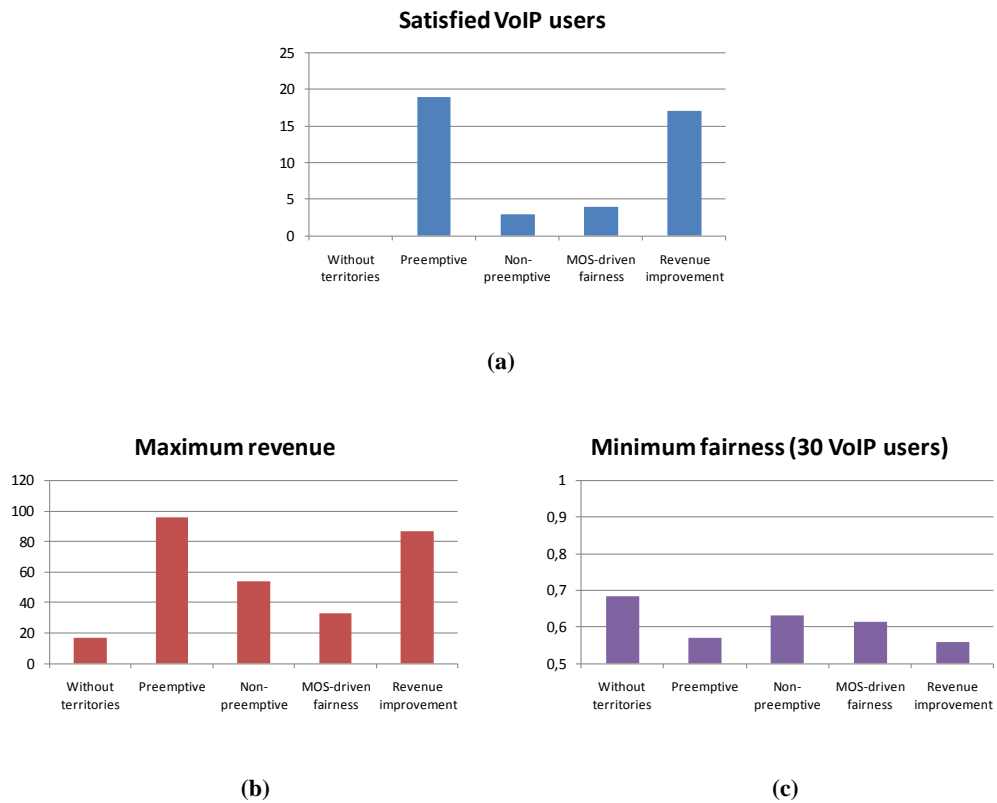 Satisfied VoIP users
25
20
15
10
5
0
Without
territories
Preemptive
Non-
preemptive
MOS-driven
fairness
Revenue
improvement
(a)
Maximum revenue
120
100
80
60
40
20
0
Without
territories
Preemptive
Non-
preemptive
MOS-driven
fairness
Revenue
improvement
(b)
Minimum fairness (30 VoIP users)
1
0,9
0,8
0,7
0,6
0,5
Without
territories
Preemptive
Non-
preemptive
MOS-driven
fairness
Revenue
improvement
(c)